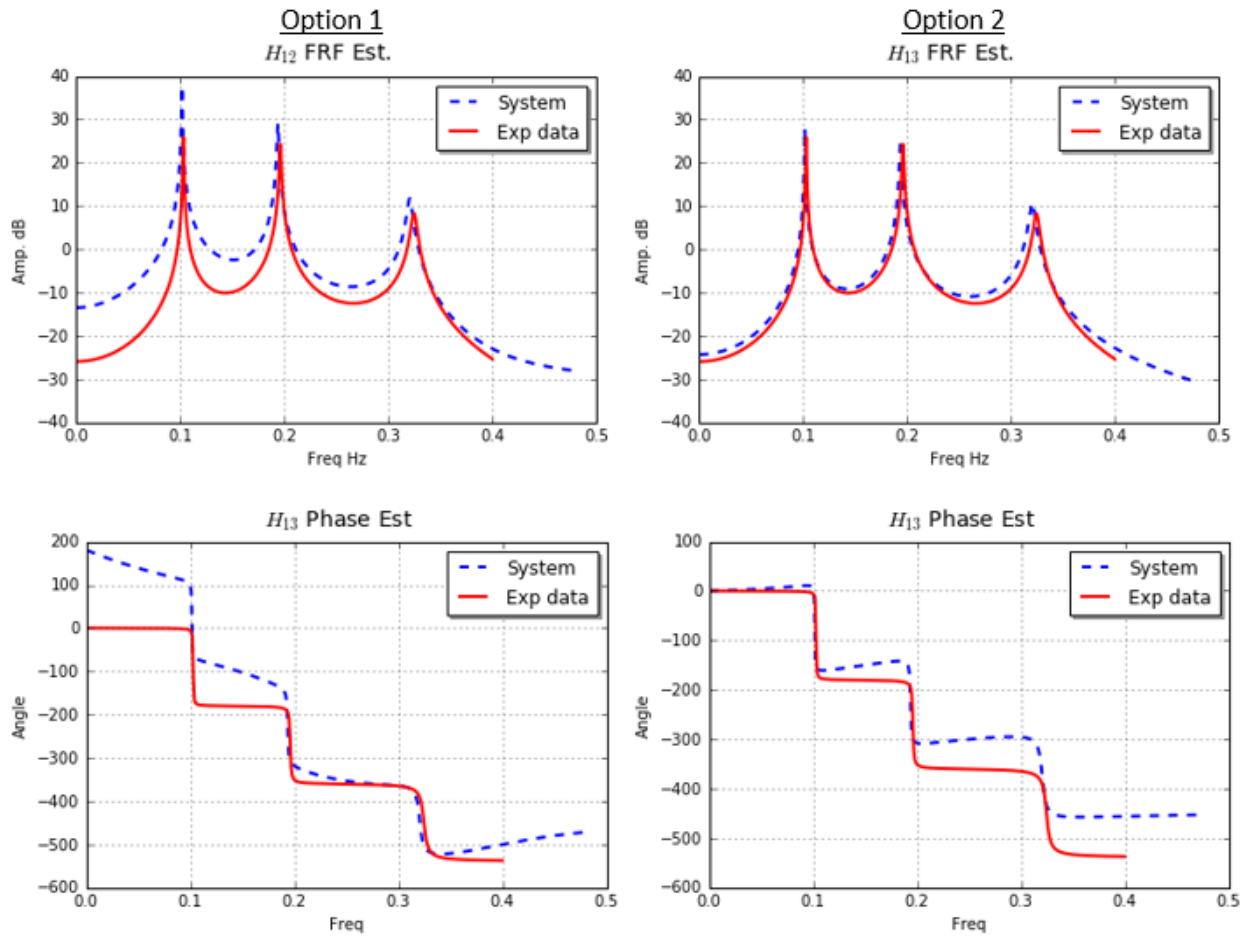 Option 1
H12 FRF Est.
40
30
20
10
0
−10
−20
−30
−40
Amp. dB
0.0 0.1 0.2 0.3 0.4 0.5
Freq Hz
System
Exp data
Option 2
H13 FRF Est.
40
30
20
10
0
−10
−20
−30
−40
Amp. dB
0.0 0.1 0.2 0.3 0.4 0.5
Freq Hz
System
Exp data
H13 Phase Est
200
100
0
−100
−200
−300
−400
−500
−600
Angle
0.0 0.1 0.2 0.3 0.4 0.5
Freq
System
Exp data
H13 Phase Est
100
0
−100
−200
−300
−400
−500
−600
Angle
0.0 0.1 0.2 0.3 0.4 0.5
Freq
System
Exp data